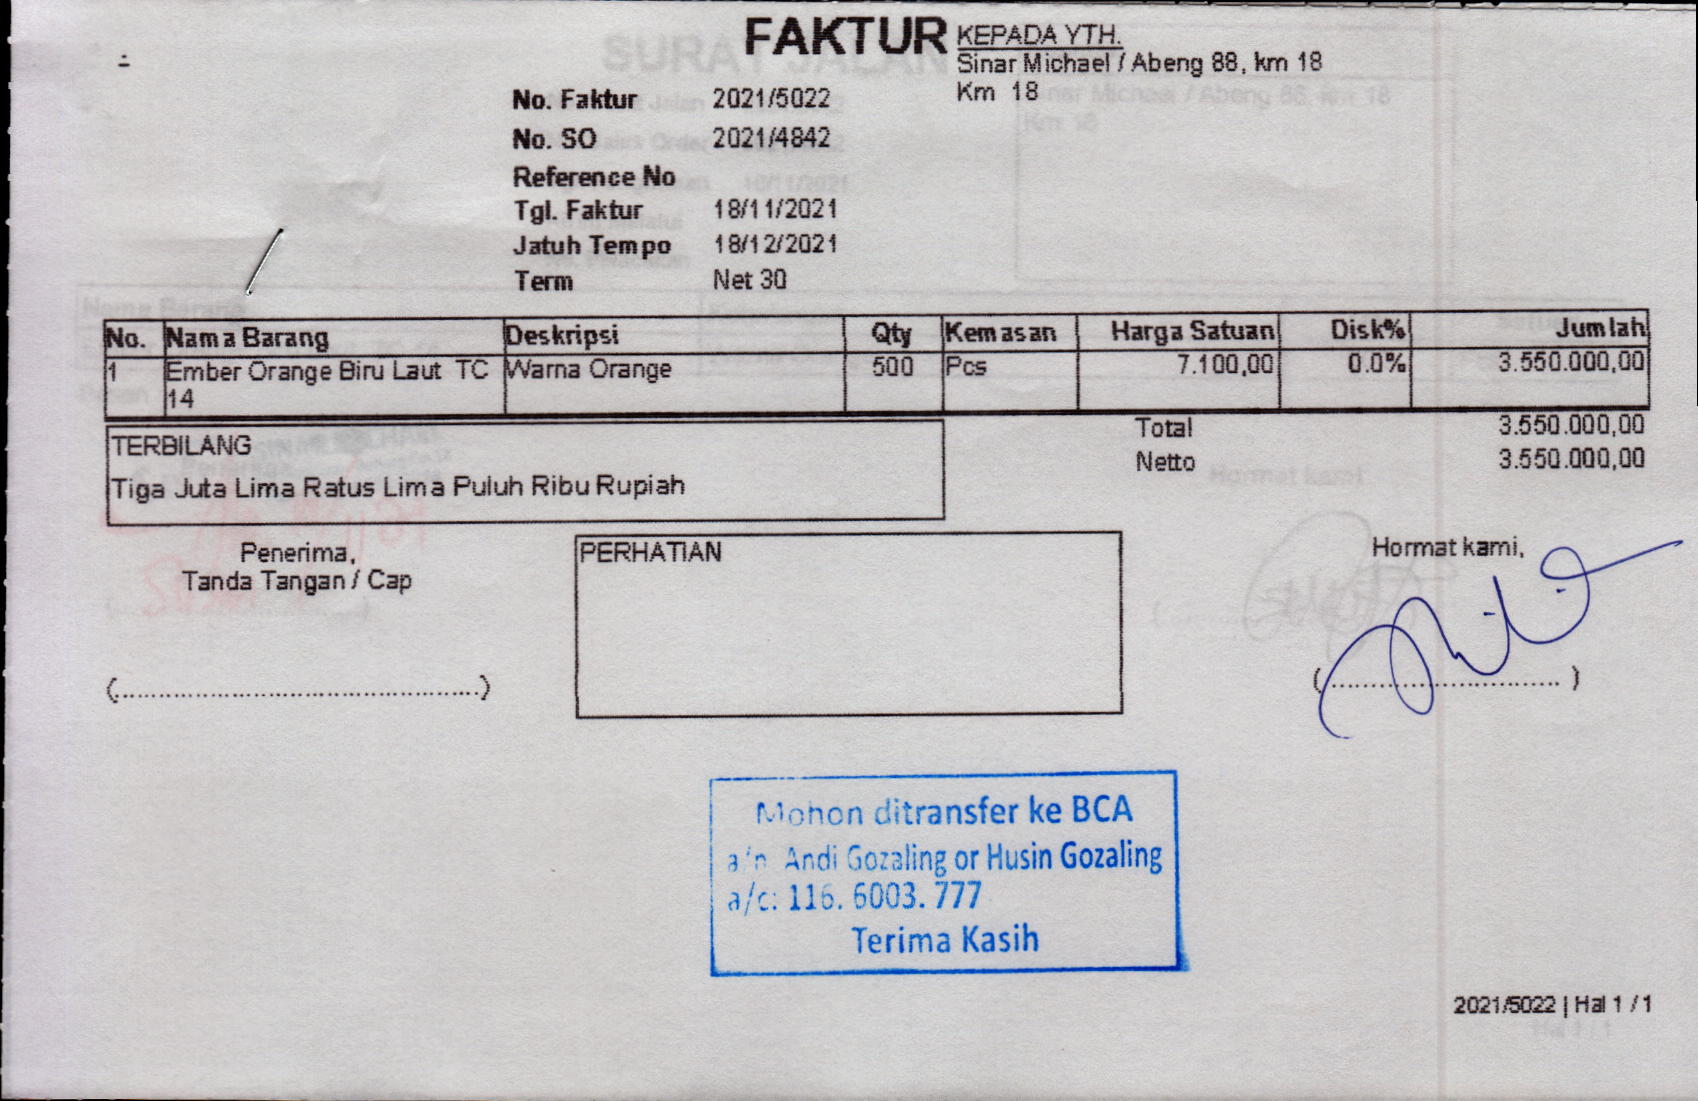 FAKTUR
KEPADA YTH.
Sinar Michael / Abeng 88, km 18
Km 18
No. Faktur 2021/5022
No. SO 2021/4842
Reference No
Tgl. Faktur 18/11/2021
Jatuh Tempo 18/12/2021
Term Net 30
No. Nama Barang Deskripsi Qty Kemasan Harga Satuan Disk% Jumlah
1 Ember Orange Biru Laut TC Warna Orange 500 Pcs 7.100,00 0.0% 3.550.000,00
14
Total 3.550.000,00
Netto 3.550.000,00
TERBILANG
Tiga Juta Lima Ratus Lima Puluh Ribu Rupiah
Penerima,
Tanda Tangan / Cap
(................................................)
PERHATIAN
Hormat kami,
(............................... )
Mohon ditransfer ke BCA
a/n Andi Gozaling or Husin Gozaling
a/c: 116. 6003. 777
Terima Kasih
2021/5022 | Hal 1 / 1